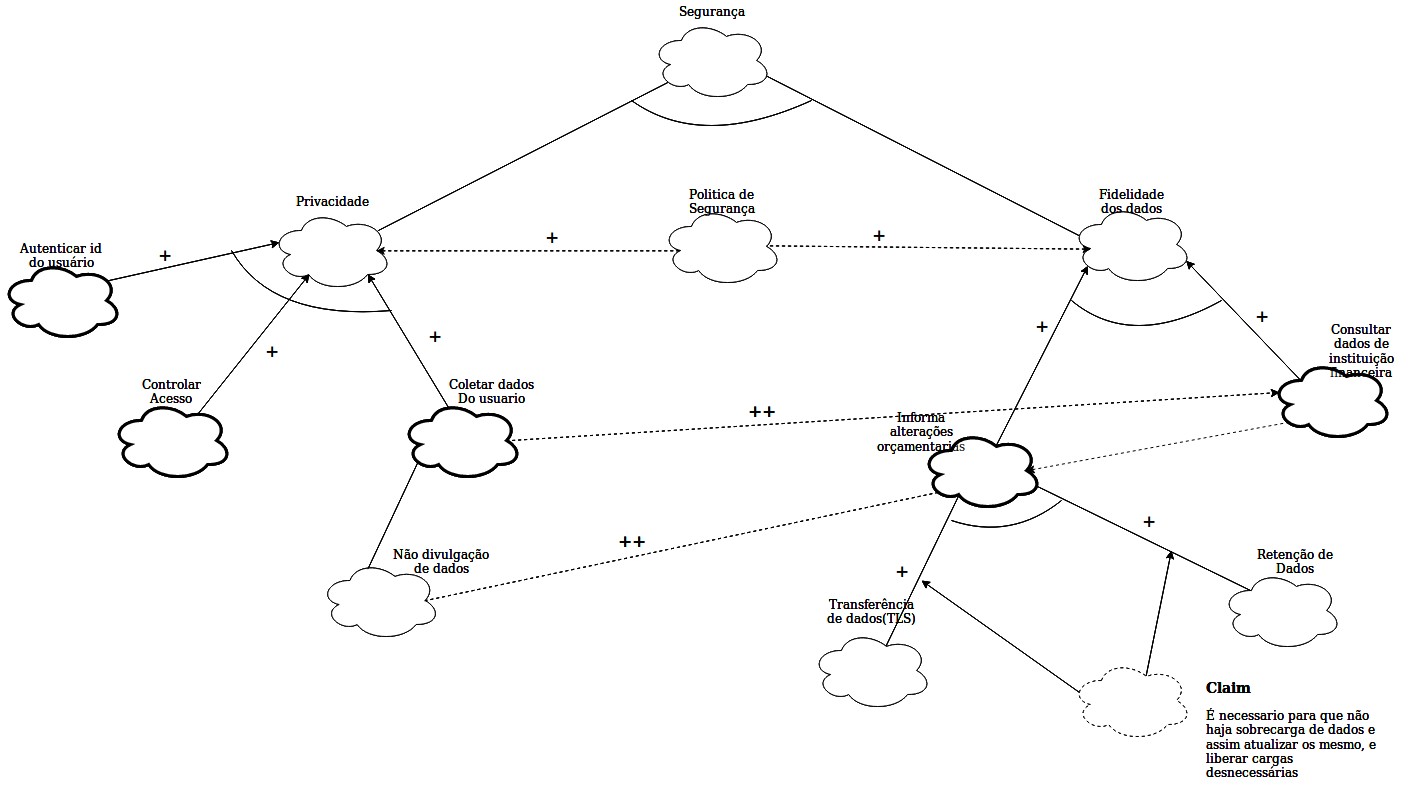 Segurança
Privacidade
Politica de
Segurança
Fidelidade
dos dados
Autenticar id
do usuário
+
+
+
+
+
+
+
Consultar
dados de
instituição
financeira
Controlar
Acesso
Coletar dados
Do usuario
++
Informa
alterações
orçamentarias
++
+
+
Não divulgação
de dados
Retenção de
Dados
Transferência
de dados(TLS)
Claim
É necessario para que não
haja sobrecarga de dados e
assim atualizar os mesmo, e
liberar cargas
desnecessárias